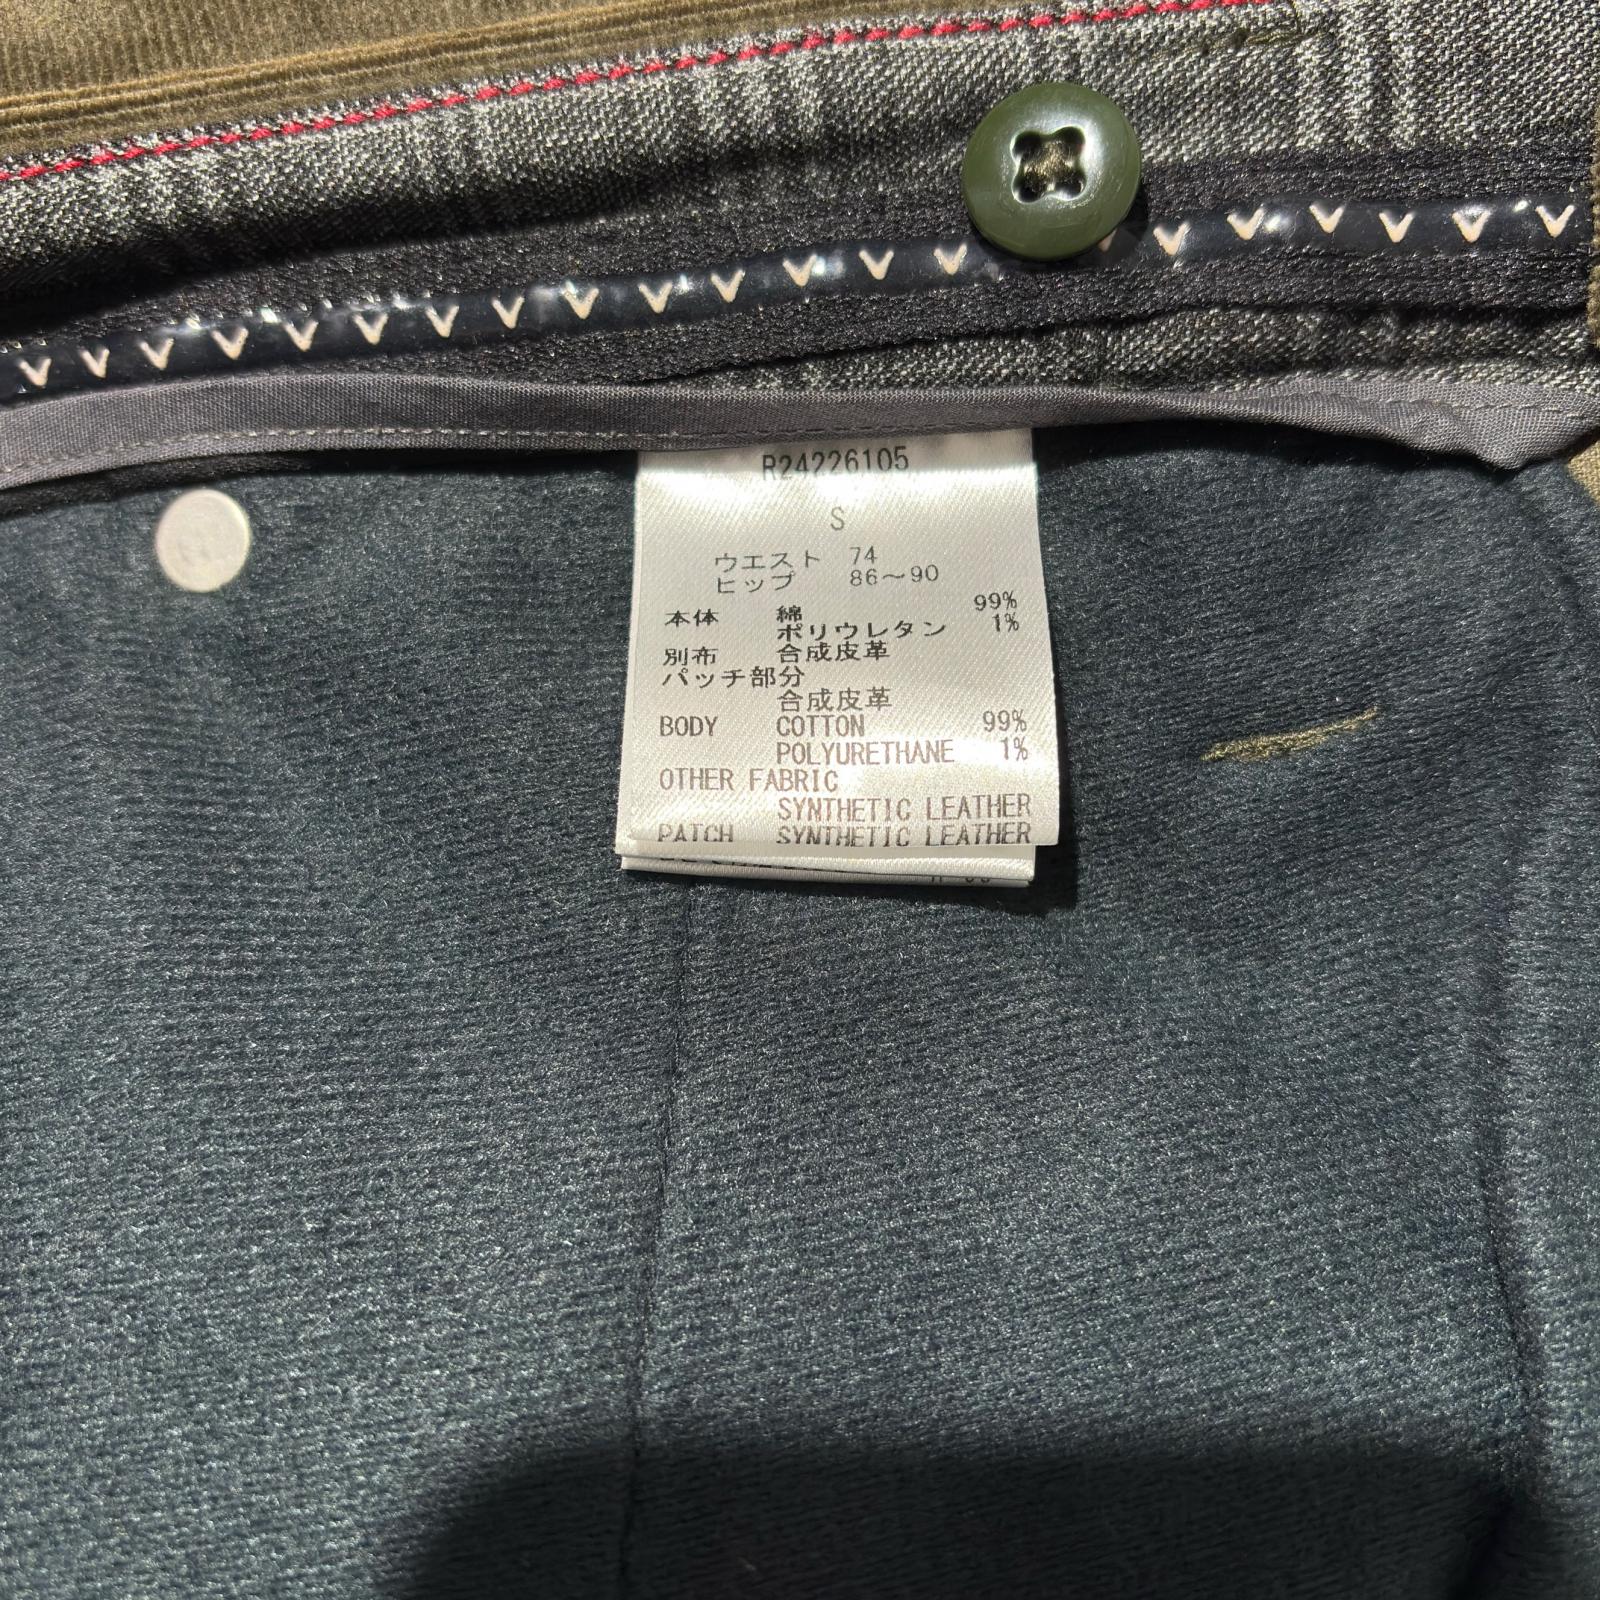 R24226105
S
ウエスト 74
ヒップ 86～90
本体 綿 99%
ポリウレタン 1%
別布 合成皮革
パッチ部分
合成皮革
BODY COTTON 99%
POLYURETHANE 1%
OTHER FABRIC
SYNTHETIC LEATHER
PATCH SYNTHETIC LEATHER